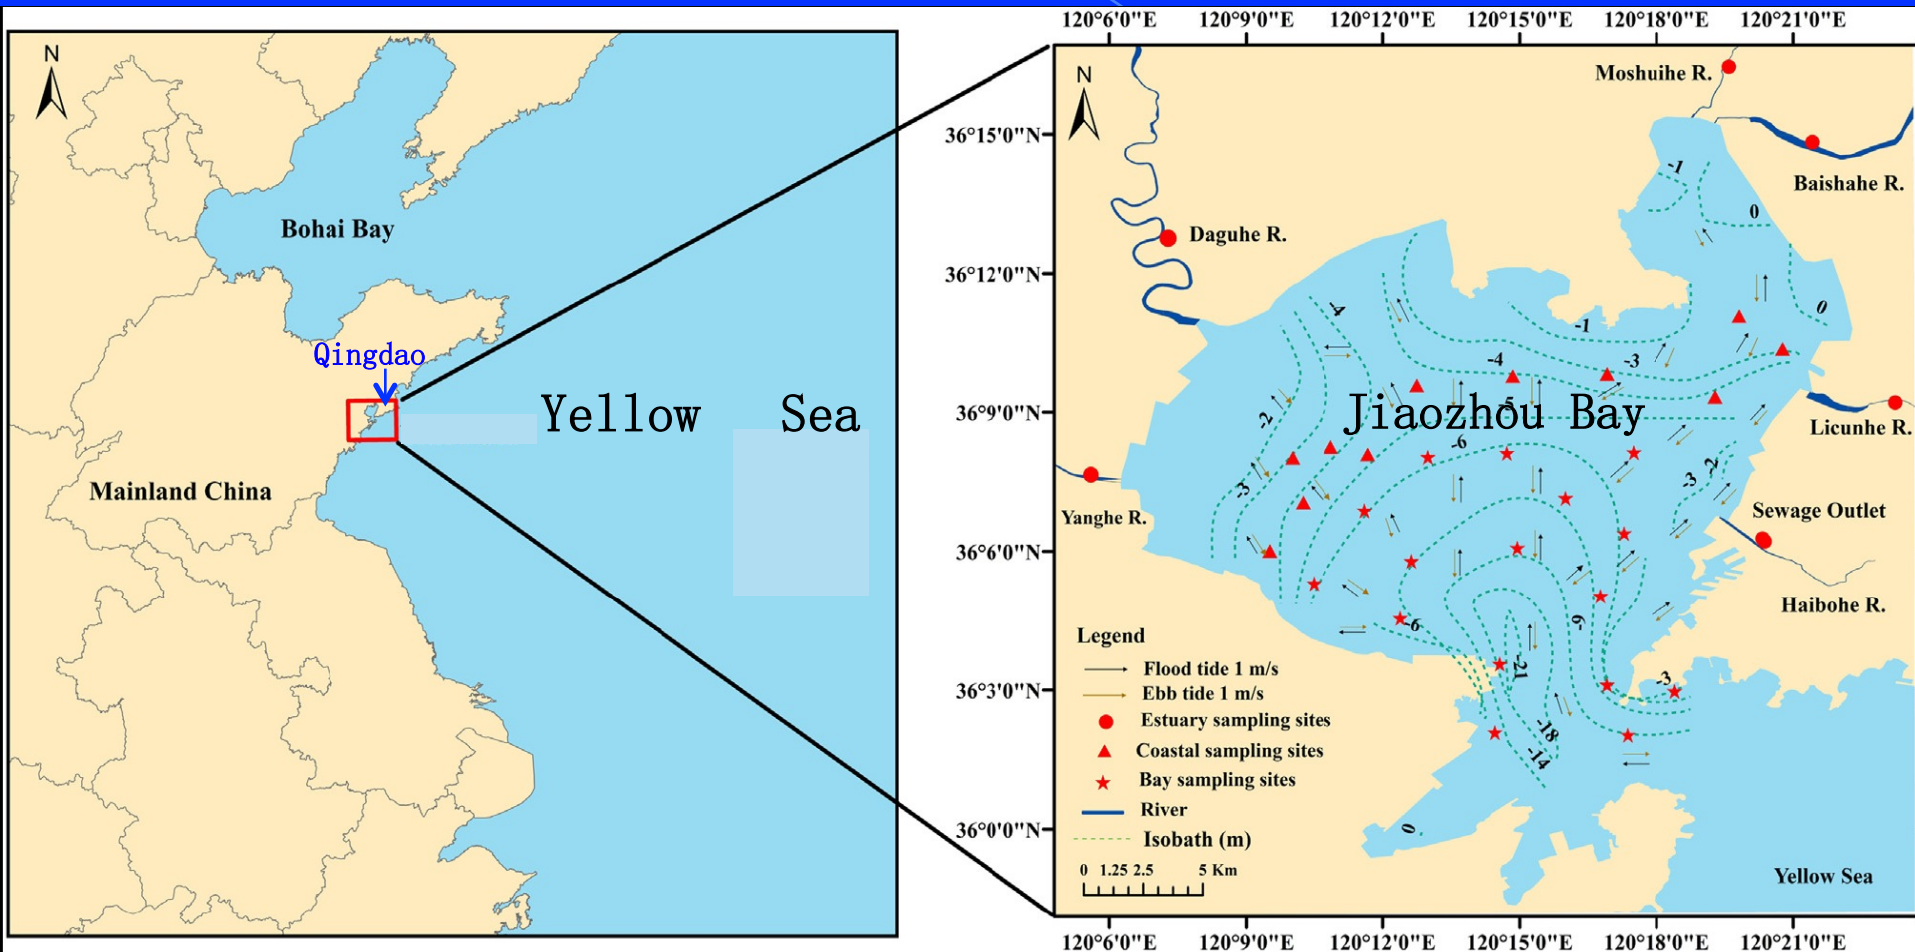 N
Bohai Bay
Qingdao
Yellow Sea
Mainland China
120°6'0"E 120°9'0"E 120°12'0"E 120°15'0"E 120°18'0"E 120°21'0"E
N
Moshuihe R.
36°15'0"N
Baishahe R.
-1
0
Daguhe R.
36°12'0"N
-4
-1
0
-4
-3
36°9'0"N
-5
Jiaozhou Bay
-2
Licunhe R.
-6
-3
-2
-3
Yanghe R.
Sewage Outlet
36°6'0"N
Haibohe R.
-6
-9
Legend
Flood tide 1 m/s
-21
Ebb tide 1 m/s
36°3'0"N
-3
Estuary sampling sites
-18
Coastal sampling sites
-14
Bay sampling sites
River
36°0'0"N
0
Isobath (m)
0 1.25 2.5 5 Km
Yellow Sea
120°6'0"E 120°9'0"E 120°12'0"E 120°15'0"E 120°18'0"E 120°21'0"E